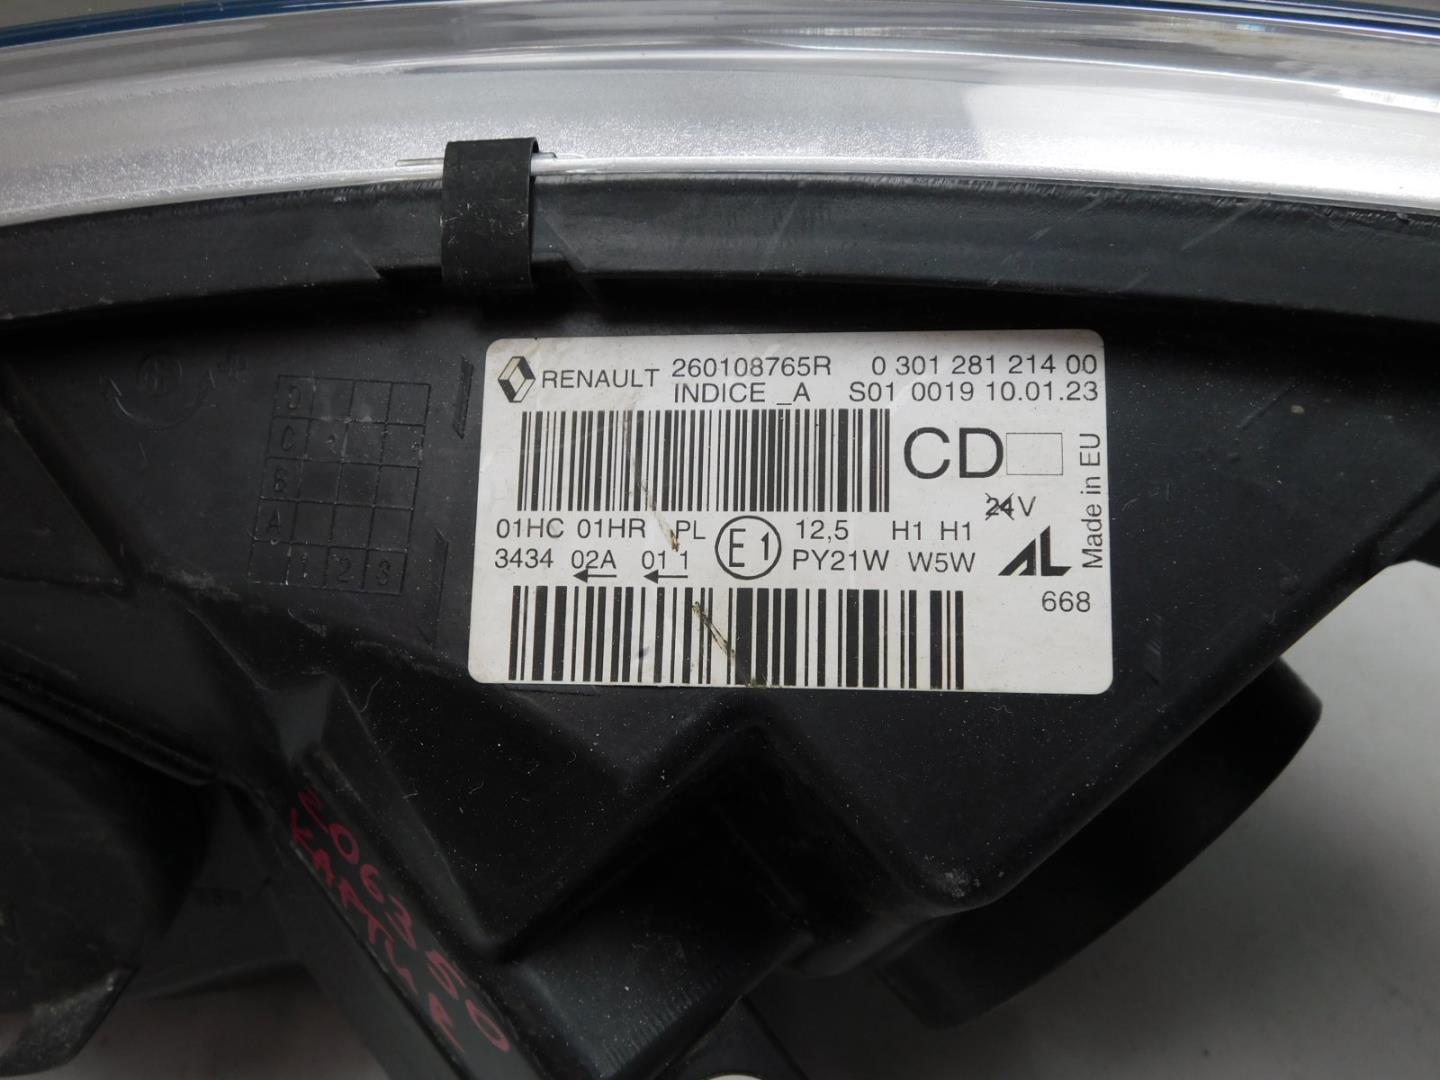 RENAULT 260108765R 0 301 281 214 00
INDICE _A S01 0019 10.01.23
CD
24V
Made in EU
01HC 01HR PL E1 12,5 H1 H1
3434 02A 01 1 PY21W W5W AL
668
D
C
B
A
1 2 3
206350